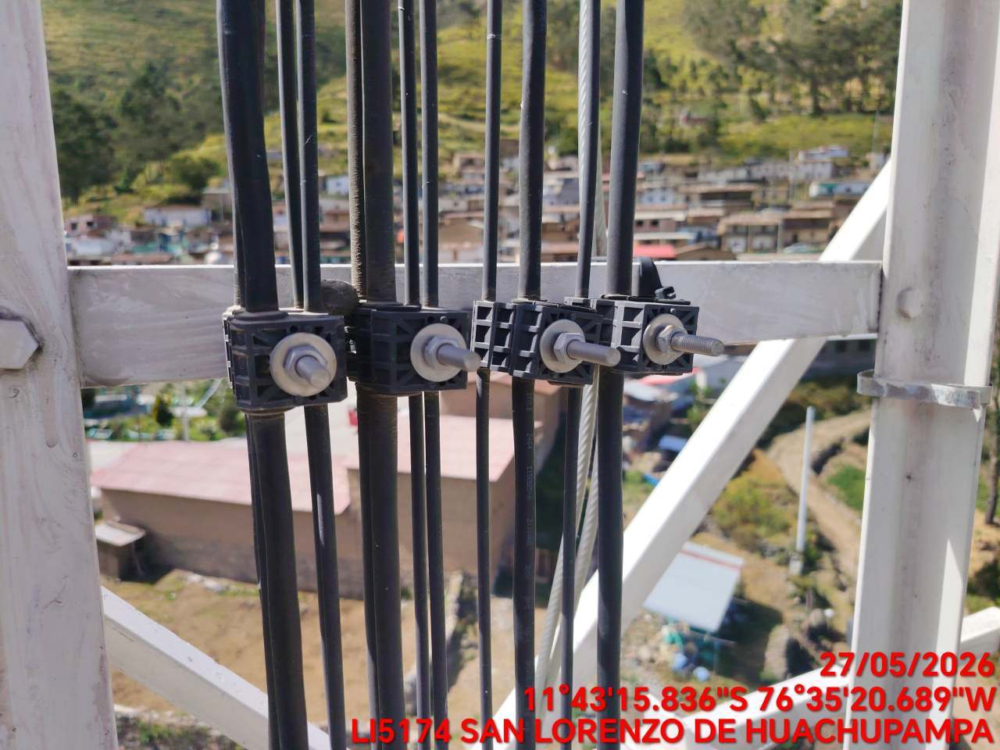 27/05/2026
11°43'15.836"S 76°35'20.689"W
LI5174 SAN LORENZO DE HUACHUPAMPA